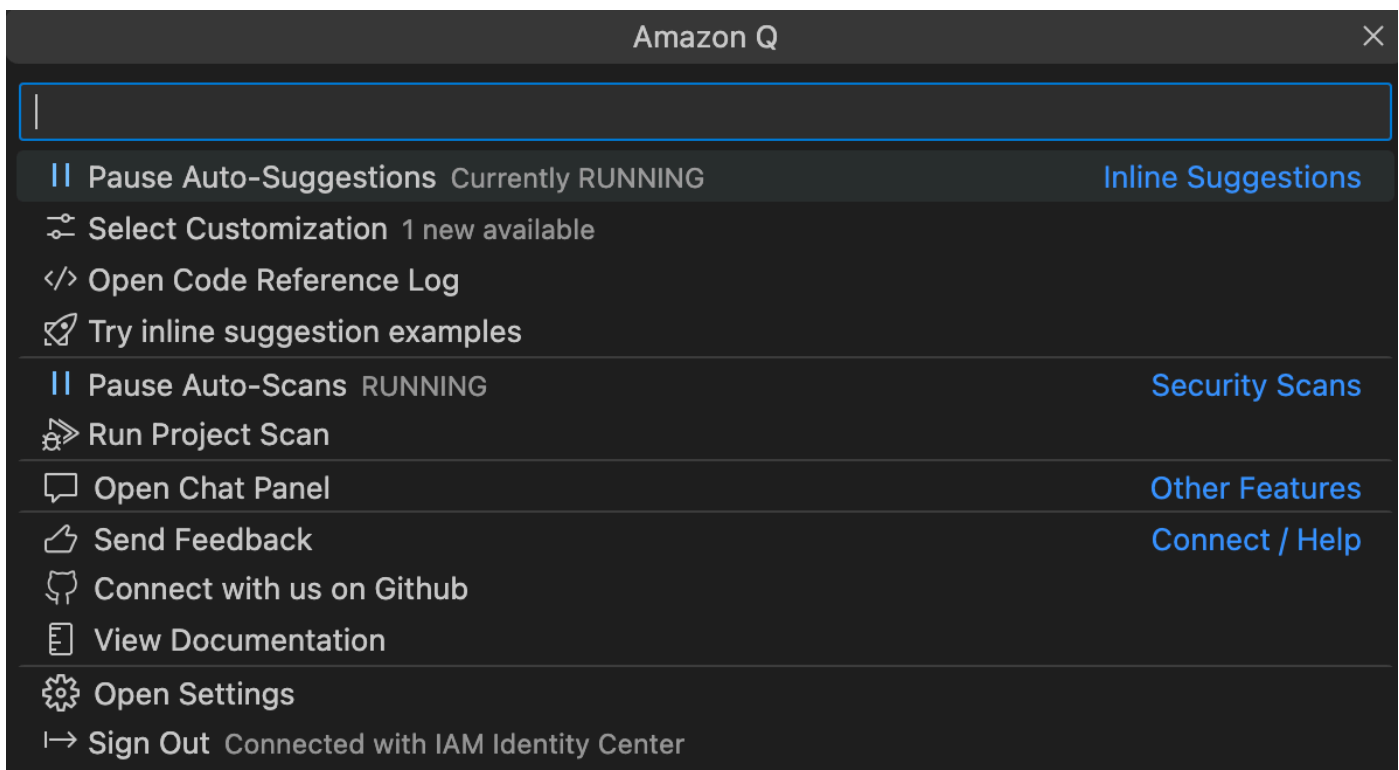 Amazon Q
Pause Auto-Suggestions Currently RUNNING Inline Suggestions
Select Customization 1 new available
Open Code Reference Log
Try inline suggestion examples
Pause Auto-Scans RUNNING Security Scans
Run Project Scan
Open Chat Panel Other Features
Send Feedback Connect / Help
Connect with us on Github
View Documentation
Open Settings
Sign Out Connected with IAM Identity Center